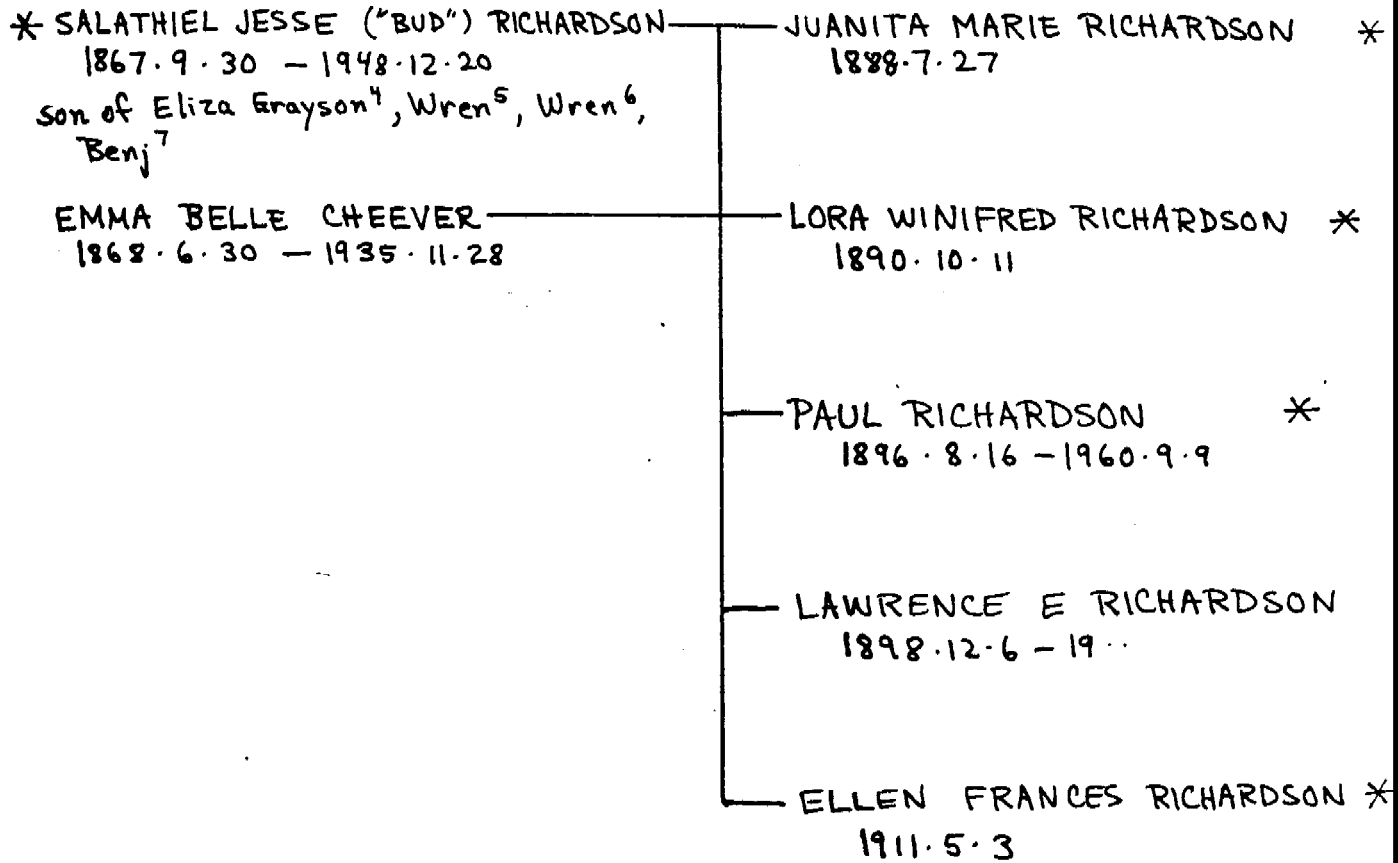 * SALATHIEL JESSE ("BUD") RICHARDSON
1867.9.30 – 1948.12.20
son of Eliza Grayson⁴, Wren⁵, Wren⁶,
Benj⁷
EMMA BELLE CHEEVER
1868.6.30 – 1935.11.28
JUANITA MARIE RICHARDSON *
1888.7.27
LORA WINIFRED RICHARDSON *
1890.10.11
PAUL RICHARDSON *
1896.8.16 – 1960.9.9
LAWRENCE E RICHARDSON
1898.12.6 – 19..
ELLEN FRANCES RICHARDSON *
1911.5.3